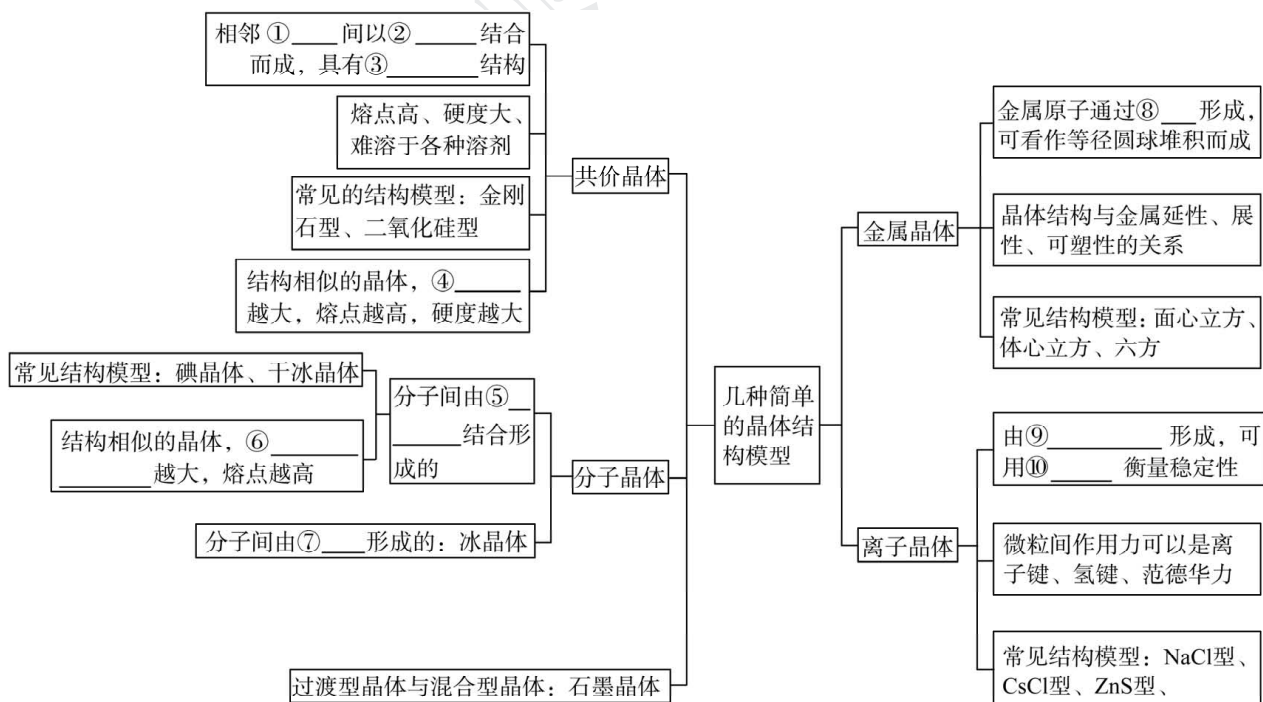 相邻①____间以②______结合
而成，具有③_________结构
熔点高、硬度大、
难溶于各种溶剂
常见的结构模型：金刚
石型、二氧化硅型
结构相似的晶体，④______
越大，熔点越高，硬度越大
共价晶体
常见结构模型：碘晶体、干冰晶体
结构相似的晶体，⑥________
_________越大，熔点越高
分子间由⑤__
______结合形
成的
分子晶体
分子间由⑦____形成的：冰晶体
过渡型晶体与混合型晶体：石墨晶体
几种简单
的晶体结
构模型
金属晶体
金属原子通过⑧___形成，
可看作等径圆球堆积而成
晶体结构与金属延性、展
性、可塑性的关系
常见结构模型：面心立方、
体心立方、六方
离子晶体
由⑨___________形成，可
用⑩______衡量稳定性
微粒间作用力可以是离
子键、氢键、范德华力
常见结构模型：NaCl型、
CsCl型、ZnS型、